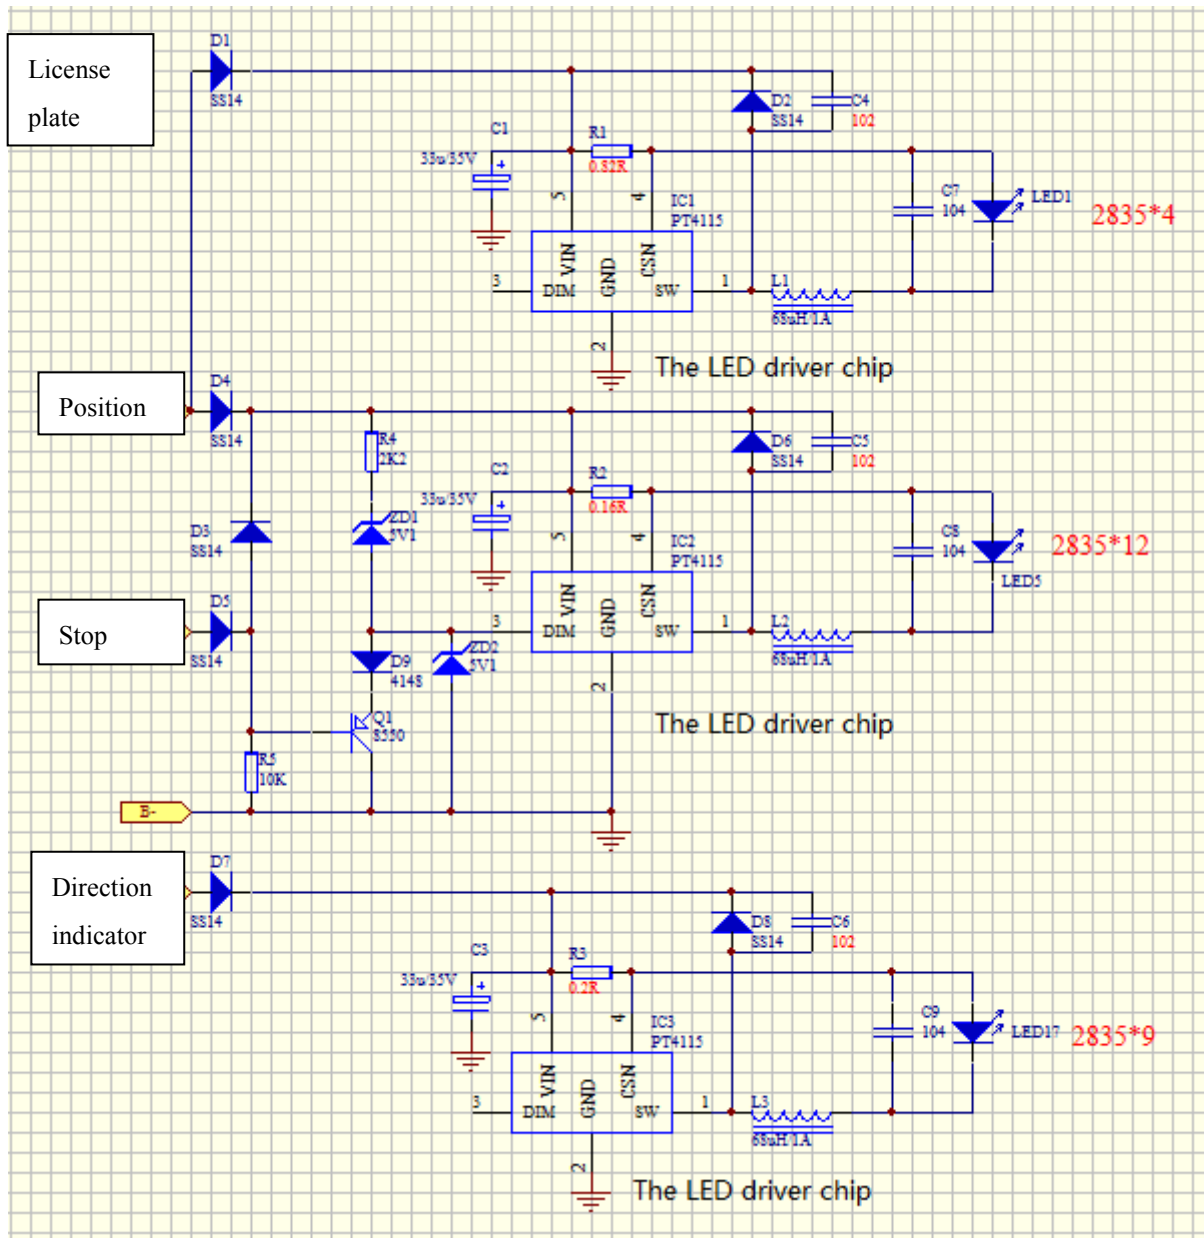 License
plate
D1
SS14
D2
SS14
C4
102
C1
33u/35V
+
R1
0.82R
5
4
IC1
PT4115
VIN
GND
CSN
DIM
SW
3
1
2
L1
68uH/1A
C7
104
LED1
2835*4
The LED driver chip
Position
D4
SS14
R4
2K2
D6
SS14
C5
102
C2
33u/35V
+
R2
0.16R
D3
SS14
ZD1
5V1
5
4
IC2
PT4115
VIN
GND
CSN
DIM
SW
3
1
2
L2
68uH/1A
C8
104
LED5
2835*12
Stop
D5
SS14
D9
4148
ZD2
5V1
Q1
8550
The LED driver chip
R5
10K
B-
Direction
indicator
D7
SS14
D8
SS14
C6
102
C3
33u/35V
+
R3
0.2R
5
4
IC3
PT4115
VIN
GND
CSN
DIM
SW
3
1
2
L3
68uH/1A
C9
104
LED17
2835*9
The LED driver chip